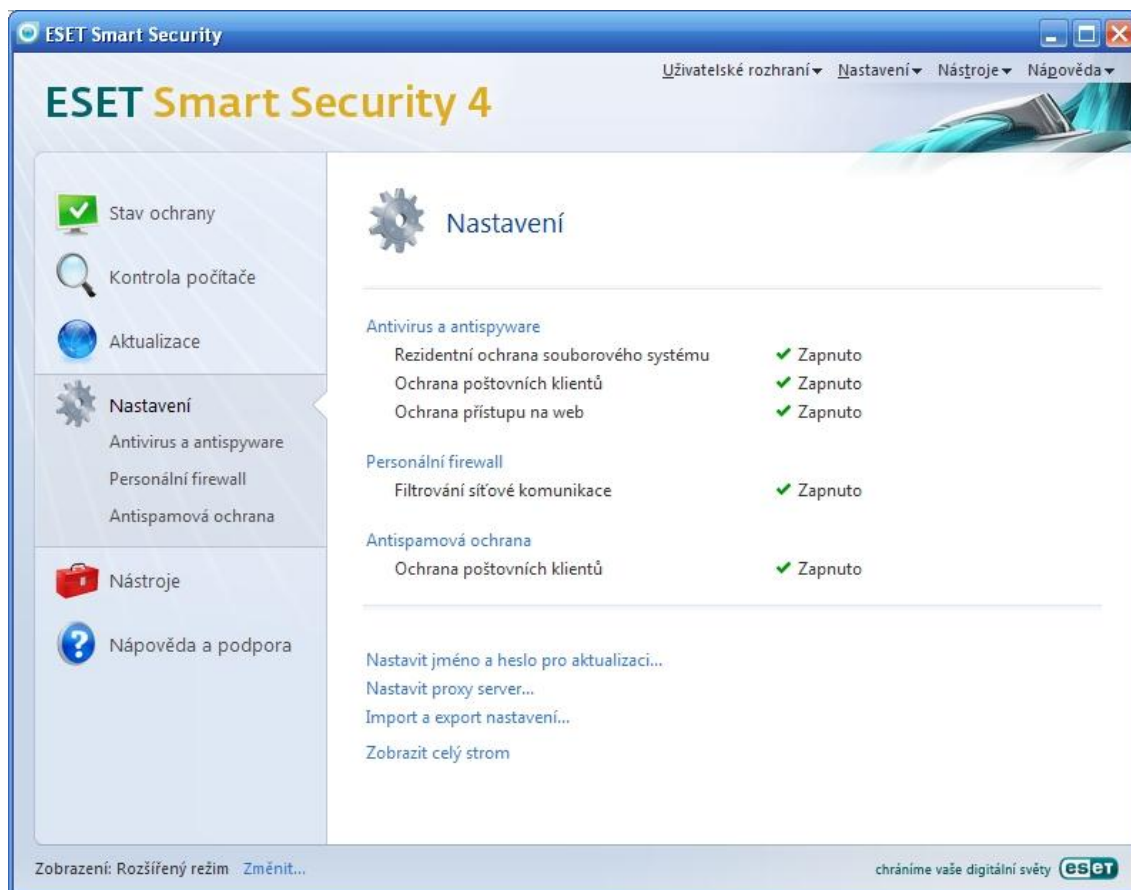 ESET Smart Security
Uživatelské rozhraní Nastavení Nástroje Nápověda
ESET Smart Security 4
Stav ochrany
Kontrola počítače
Aktualizace
Nastavení
Antivirus a antispyware
Personální firewall
Antispamová ochrana
Nástroje
Nápověda a podpora
Nastavení
Antivirus a antispyware
Rezidentní ochrana souborového systému Zapnuto
Ochrana poštovních klientů Zapnuto
Ochrana přístupu na web Zapnuto
Personální firewall
Filtrování síťové komunikace Zapnuto
Antispamová ochrana
Ochrana poštovních klientů Zapnuto
Nastavit jméno a heslo pro aktualizaci...
Nastavit proxy server...
Import a export nastavení...
Zobrazit celý strom
Zobrazení: Rozšířený režim Změnit...
chráníme vaše digitální světy eset